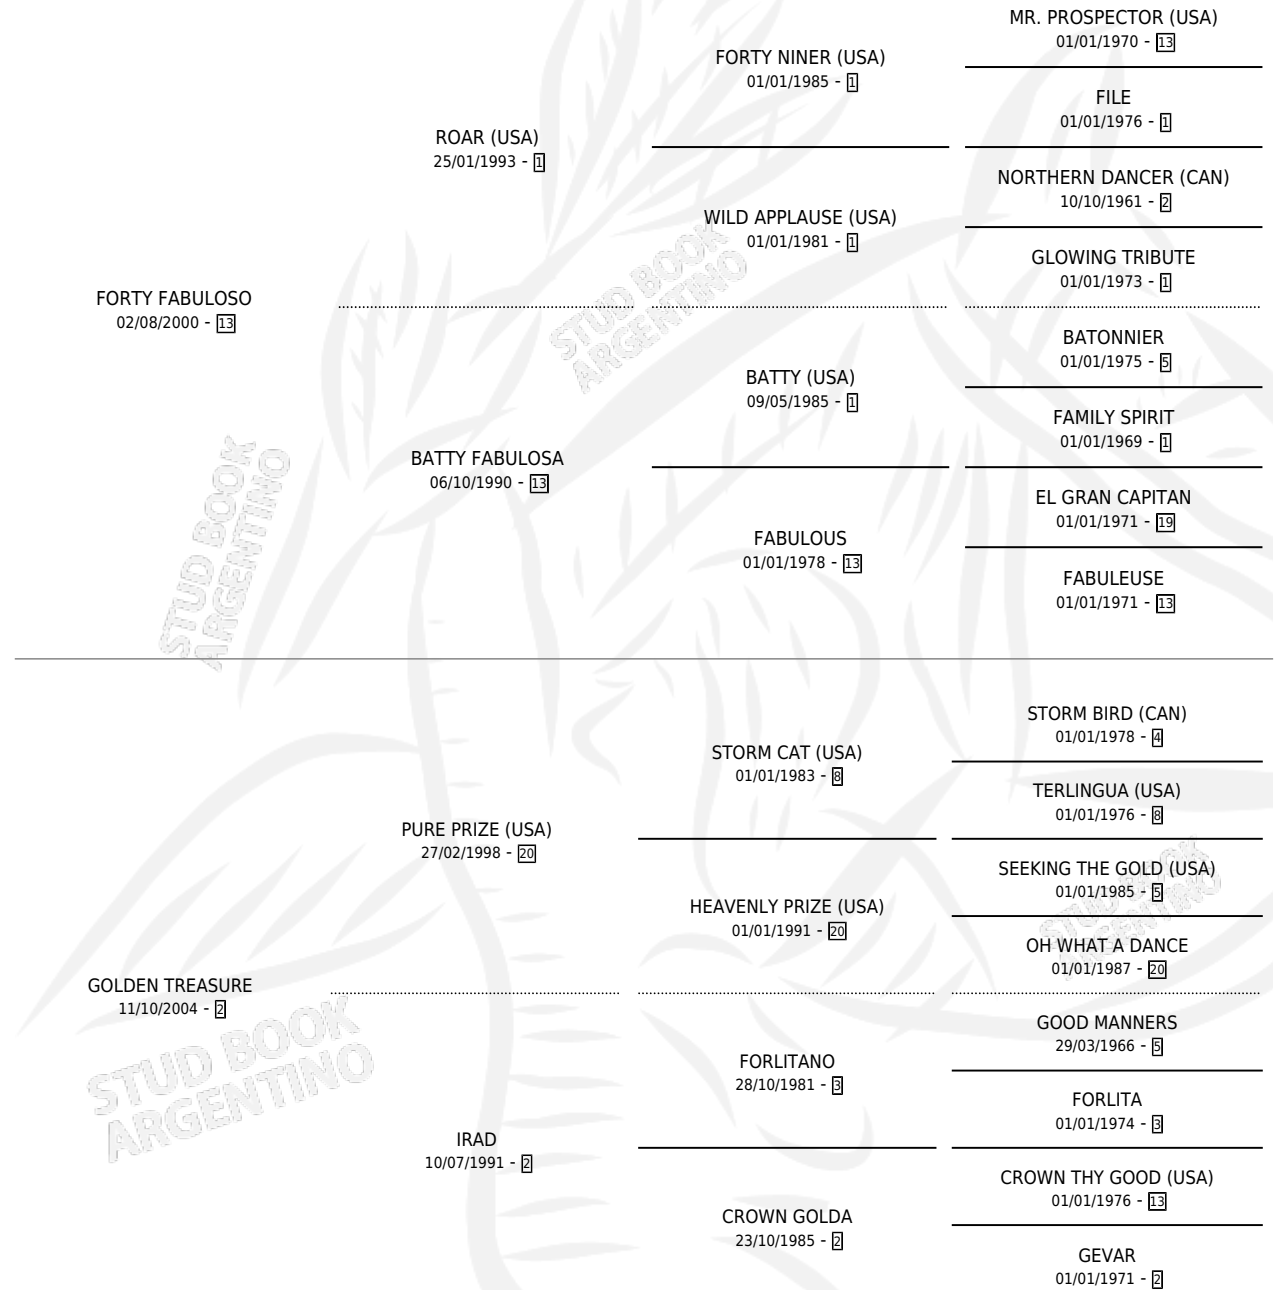 MR. PROSPECTOR (USA)
01/01/1970 - 13
FORTY NINER (USA)
01/01/1985 - 1
FILE
01/01/1976 - 1
ROAR (USA)
25/01/1993 - 1
NORTHERN DANCER (CAN)
10/10/1961 - 2
WILD APPLAUSE (USA)
01/01/1981 - 1
GLOWING TRIBUTE
01/01/1973 - 1
FORTY FABULOSO
02/08/2000 - 13
BATONNIER
01/01/1975 - 5
BATTY (USA)
09/05/1985 - 1
FAMILY SPIRIT
01/01/1969 - 1
BATTY FABULOSA
06/10/1990 - 13
EL GRAN CAPITAN
01/01/1971 - 19
FABULOUS
01/01/1978 - 13
FABULEUSE
01/01/1971 - 13
STORM BIRD (CAN)
01/01/1978 - 4
STORM CAT (USA)
01/01/1983 - 8
TERLINGUA (USA)
01/01/1976 - 8
PURE PRIZE (USA)
27/02/1998 - 20
SEEKING THE GOLD (USA)
01/01/1985 - 5
HEAVENLY PRIZE (USA)
01/01/1991 - 20
OH WHAT A DANCE
01/01/1987 - 20
GOLDEN TREASURE
11/10/2004 - 2
GOOD MANNERS
29/03/1966 - 5
FORLITANO
28/10/1981 - 3
FORLITA
01/01/1974 - 3
IRAD
10/07/1991 - 2
CROWN THY GOOD (USA)
01/01/1976 - 13
CROWN GOLDA
23/10/1985 - 2
GEVAR
01/01/1971 - 2
STUD BOOK
ARGENTINO
STUD BOOK
ARGENTINO
STUD BOOK
ARGENTINO
STUD BOOK
ARGENTINO